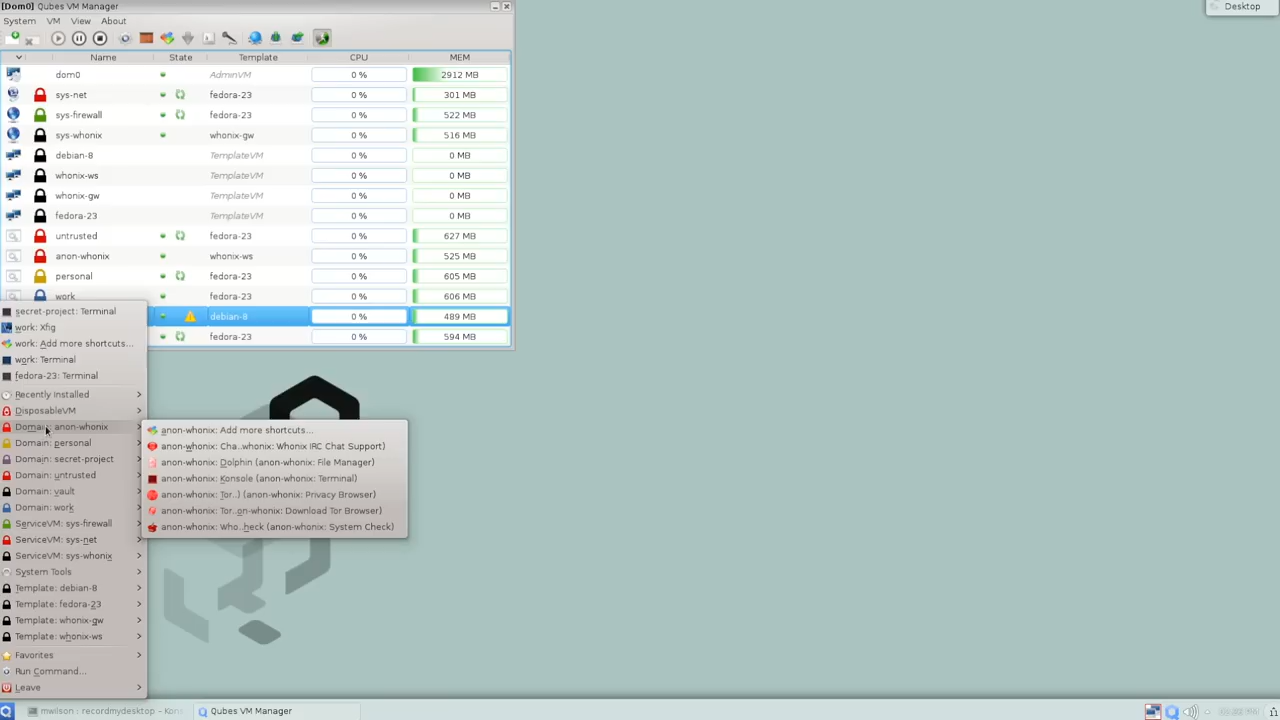 [Dom0] Qubes VM Manager
Desktop
System VM View About
Name State Template CPU MEM
dom0 AdminVM 0 % 2912 MB
sys-net fedora-23 0 % 301 MB
sys-firewall fedora-23 0 % 522 MB
sys-whonix whonix-gw 0 % 516 MB
debian-8 TemplateVM 0 % 0 MB
whonix-ws TemplateVM 0 % 0 MB
whonix-gw TemplateVM 0 % 0 MB
fedora-23 TemplateVM 0 % 0 MB
untrusted fedora-23 0 % 627 MB
anon-whonix whonix-ws 0 % 525 MB
personal fedora-23 0 % 605 MB
work fedora-23 0 % 606 MB
debian-8 0 % 489 MB
fedora-23 0 % 594 MB
secret-project: Terminal
work: Xfig
work: Add more shortcuts...
work: Terminal
fedora-23: Terminal
Recently Installed
DisposableVM
Domain: anon-whonix
Domain: personal
Domain: secret-project
Domain: untrusted
Domain: vault
Domain: work
ServiceVM: sys-firewall
ServiceVM: sys-net
ServiceVM: sys-whonix
System Tools
Template: debian-8
Template: fedora-23
Template: whonix-gw
Template: whonix-ws
Favorites
Run Command...
Leave
anon-whonix: Add more shortcuts...
anon-whonix: Cha..whonix: Whonix IRC Chat Support)
anon-whonix: Dolphin (anon-whonix: File Manager)
anon-whonix: Konsole (anon-whonix: Terminal)
anon-whonix: Tor..) (anon-whonix: Privacy Browser)
anon-whonix: Tor..on-whonix: Download Tor Browser)
anon-whonix: Who..heck (anon-whonix: System Check)
mwilson : recordmydesktop - Kons
Qubes VM Manager